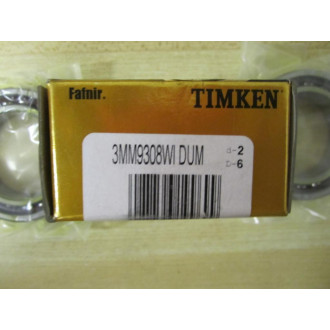 Fafnir.
TIMKEN
3MM9308WI DUM
-2
-6